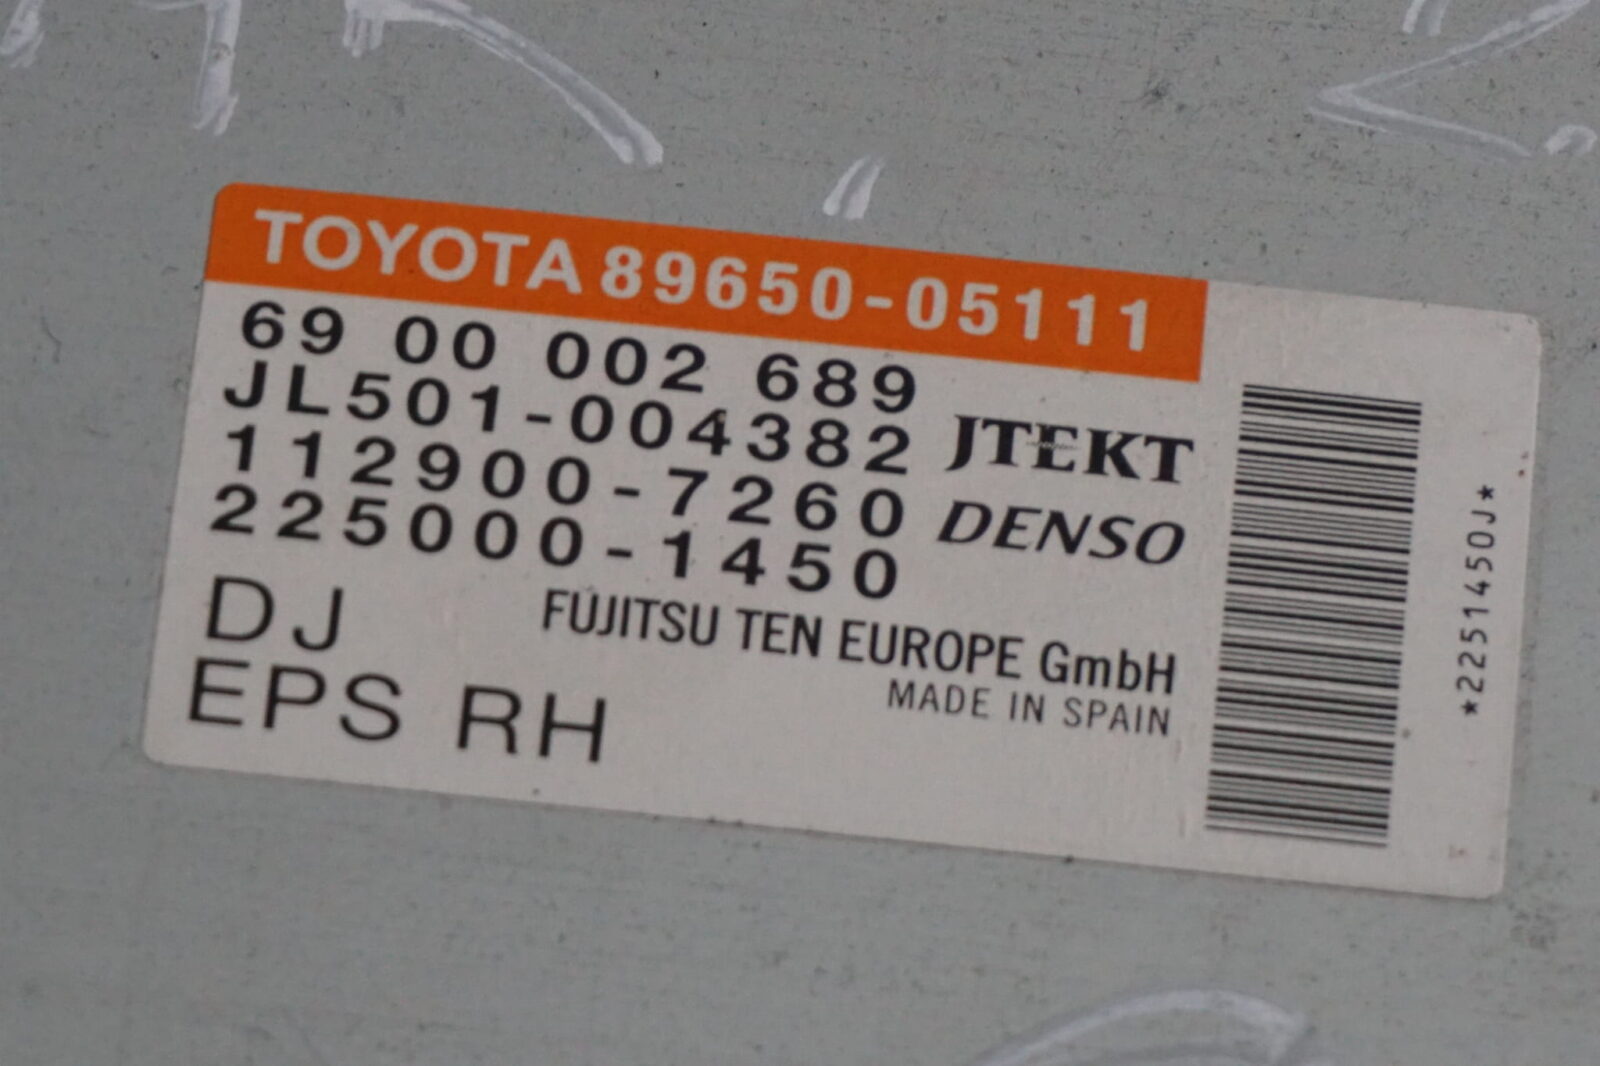 TOYOTA 89650-05111
69 00 002 689
JL501-004382 JTEKT
112900-7260 DENSO
225000-1450
DJ FUJITSU TEN EUROPE GmbH
MADE IN SPAIN
EPS RH
*2251450J*